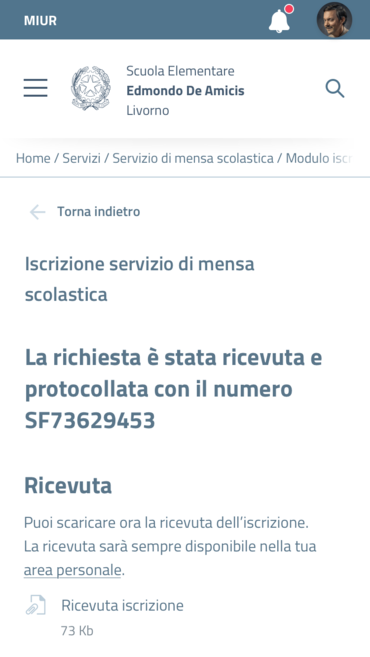 MIUR
Scuola Elementare
Edmondo De Amicis
Livorno
Home / Servizi / Servizio di mensa scolastica / Modulo iscr
Torna indietro
Iscrizione servizio di mensa
scolastica
La richiesta è stata ricevuta e
protocollata con il numero
SF73629453
Ricevuta
Puoi scaricare ora la ricevuta dell’iscrizione.
La ricevuta sarà sempre disponibile nella tua
area personale.
Ricevuta iscrizione
73 Kb